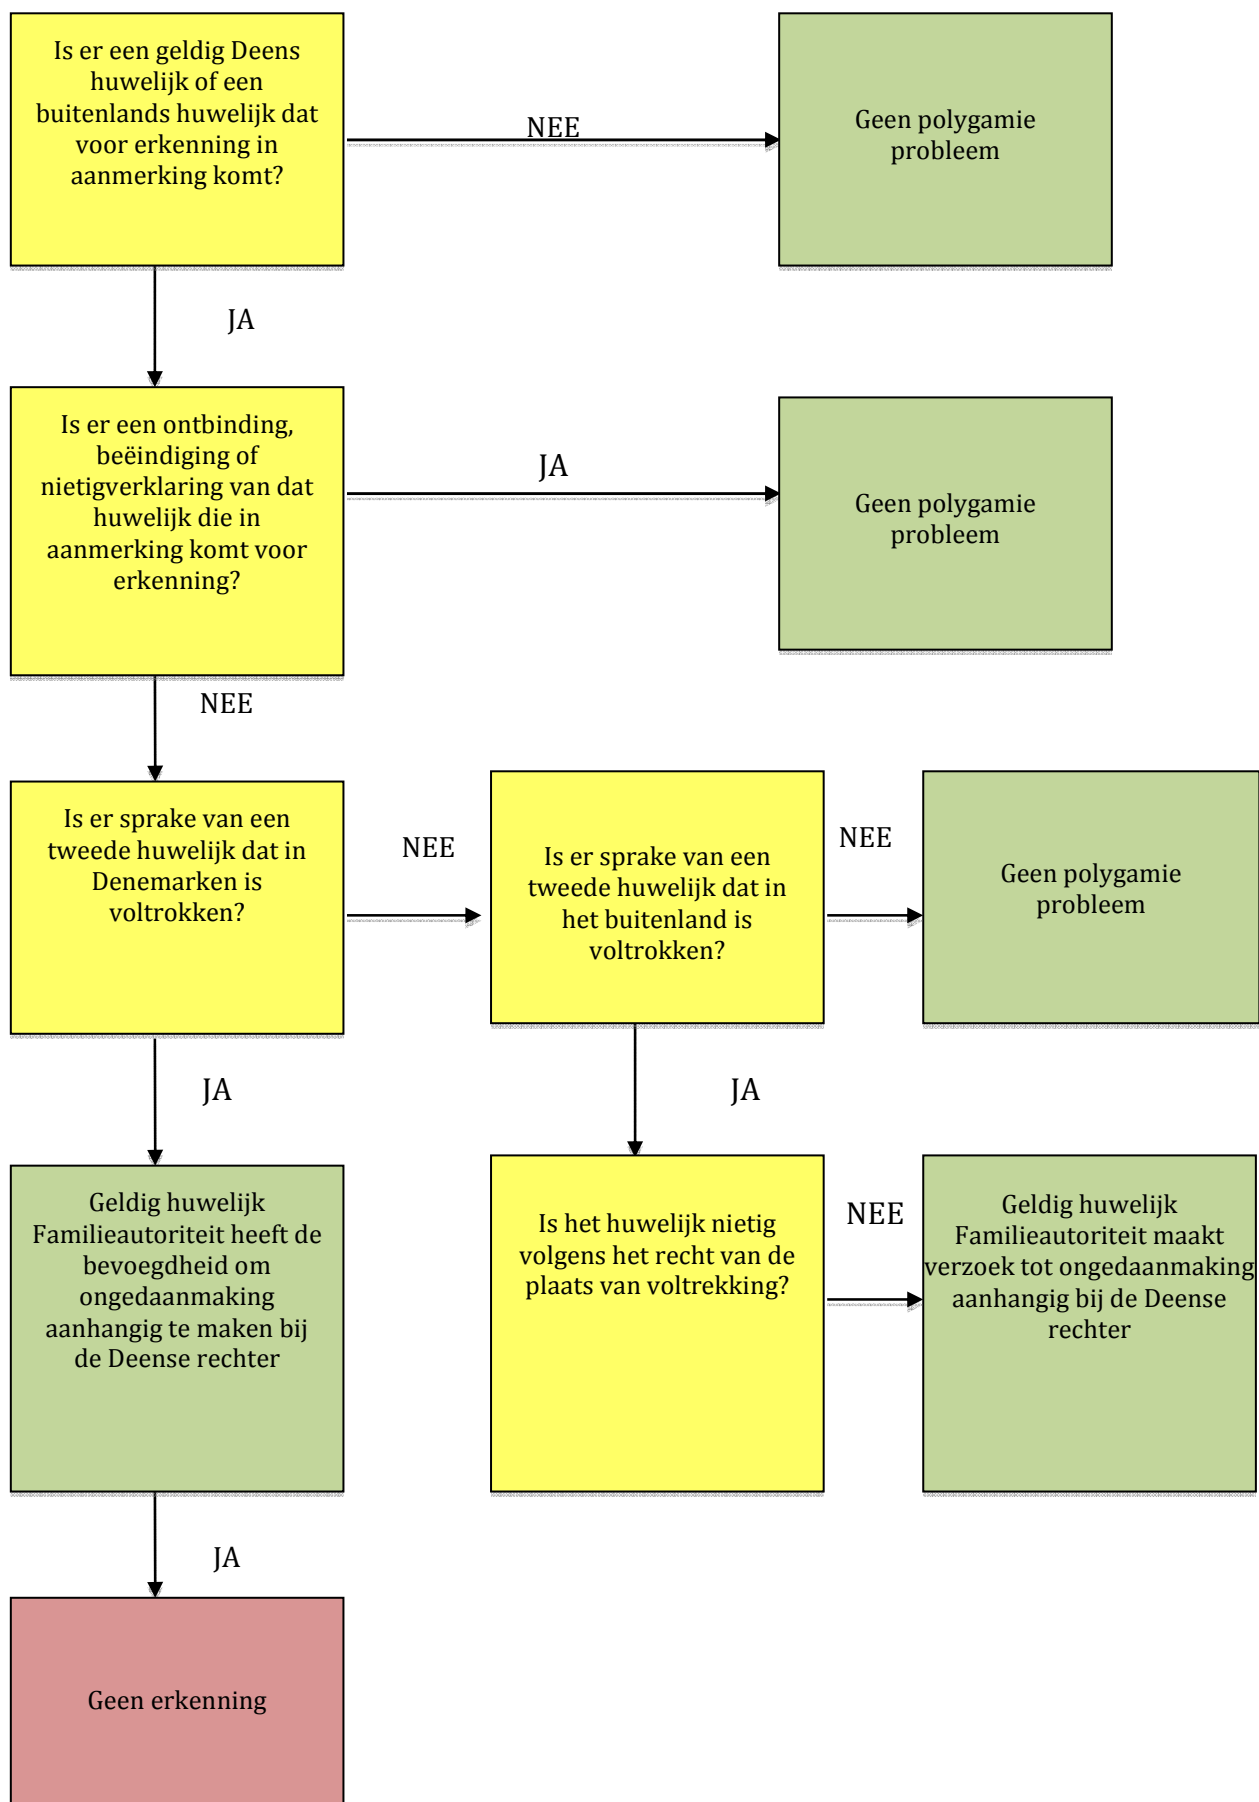 Is er een geldig Deens
huwelijk of een
buitenlands huwelijk dat
voor erkenning in
aanmerking komt?
NEE
Geen polygamie
probleem
JA
Is er een ontbinding,
beëindiging of
nietigverklaring van dat
huwelijk die in
aanmerking komt voor
erkenning?
JA
Geen polygamie
probleem
NEE
Is er sprake van een
tweede huwelijk dat in
Denemarken is
voltrokken?
NEE
Is er sprake van een
tweede huwelijk dat in
het buitenland is
voltrokken?
NEE
Geen polygamie
probleem
JA
JA
Geldig huwelijk
Familieautoriteit heeft de
bevoegdheid om
ongedaanmaking
aanhangig te maken bij
de Deense rechter
Is het huwelijk nietig
volgens het recht van de
plaats van voltrekking?
NEE
Geldig huwelijk
Familieautoriteit maakt
verzoek tot ongedaanmaking
aanhangig bij de Deense
rechter
JA
Geen erkenning